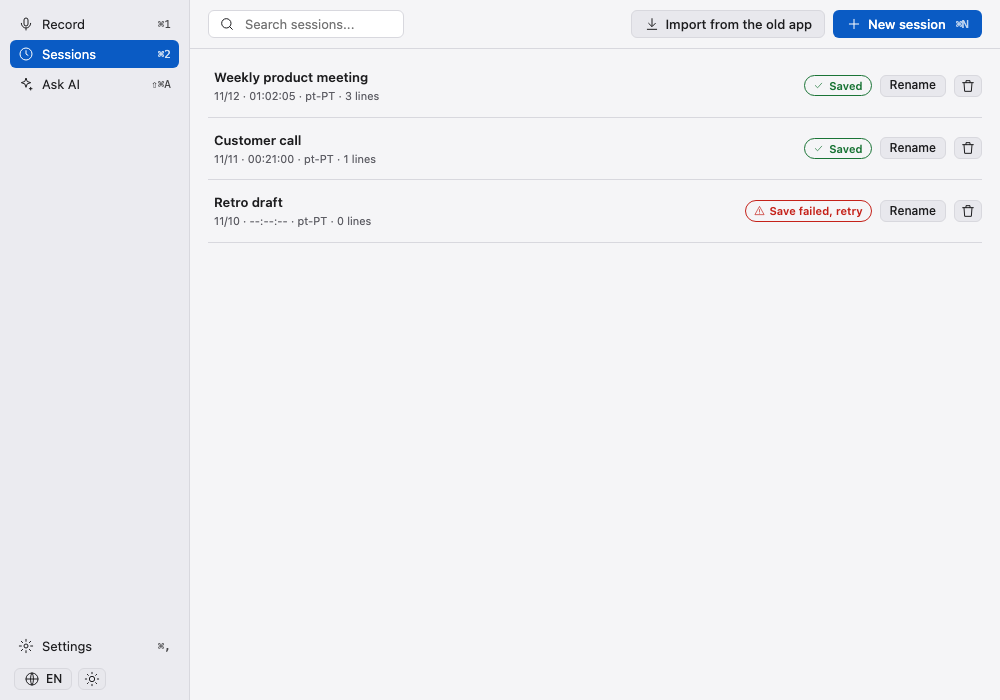 Record ⌘1
Sessions ⌘2
Ask AI ⇧⌘A
Search sessions...
Import from the old app
New session ⌘N
Weekly product meeting
11/12 · 01:02:05 · pt-PT · 3 lines
Saved
Rename
Customer call
11/11 · 00:21:00 · pt-PT · 1 lines
Saved
Rename
Retro draft
11/10 · --:--:-- · pt-PT · 0 lines
Save failed, retry
Rename
Settings ⌘,
EN